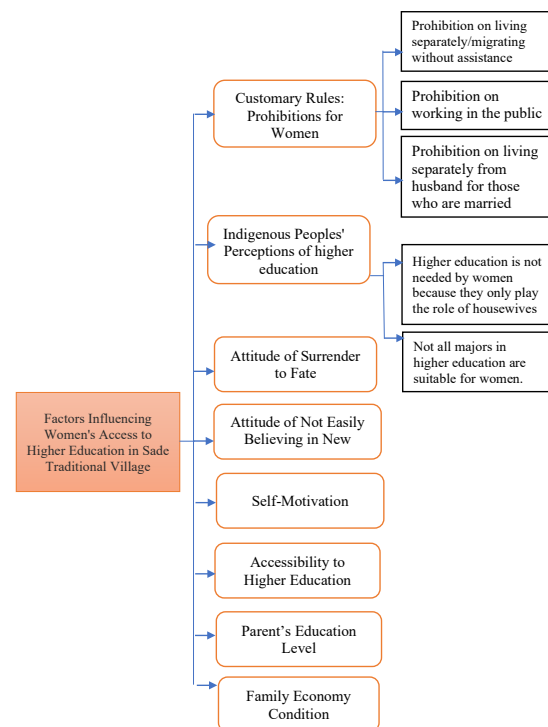 Factors Influencing
Women's Access to
Higher Education in Sade
Traditional Village
Customary Rules:
Prohibitions for
Women
Prohibition on living
separately/migrating
without assistance
Prohibition on
working in the public
Prohibition on living
separately from
husband for those
who are married
Indigenous Peoples'
Perceptions of higher
education
Higher education is not
needed by women
because they only play
the role of housewives
Not all majors in
higher education are
suitable for women.
Attitude of Surrender
to Fate
Attitude of Not Easily
Believing in New
Self-Motivation
Accessibility to
Higher Education
Parent’s Education
Level
Family Economy
Condition